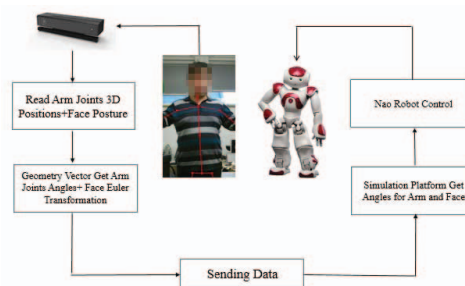 Read Arm Joints 3D
Positions+Face Posture
Geometry Vector Get Arm
Joints Angles+ Face Euler
Transformation
Sending Data
Simulation Platform Get
Angles for Arm and Face
Nao Robot Control